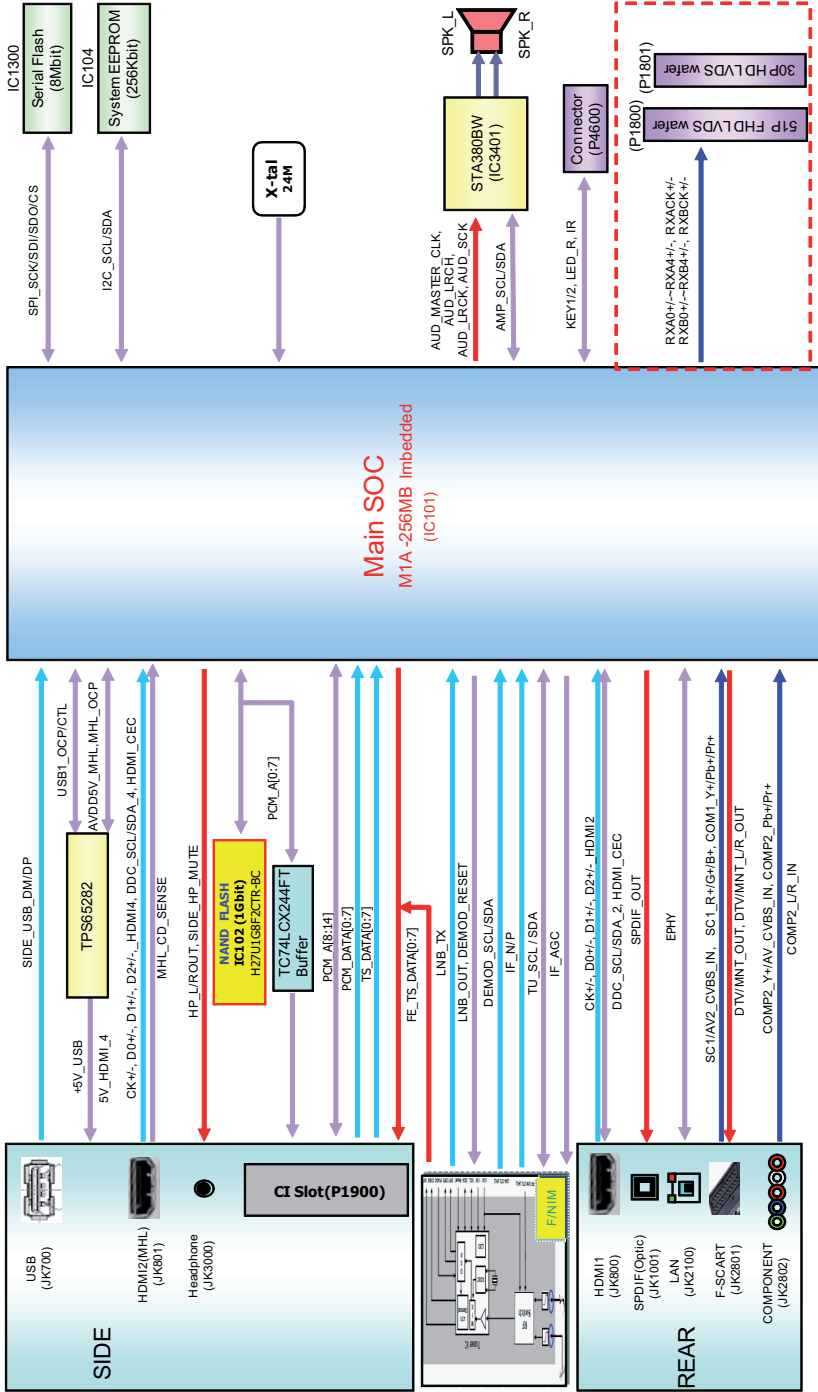 SIDE
USB
(JK700)
HDMI2(MHL)
(JK801)
Headphone
(JK3000)
CI Slot(P1900)
SIDE_USB_DM/DP
+5V_USB
5V_HDMI_4
TPS65282
USB1_OCP/CTL
AVDD5V_MHL,MHL_OCP
CK+/-, D0+/-, D1+/-, D2+/-_HDMI4, DDC_SCL/SDA_4, HDMI_CEC
MHL_CD_SENSE
HP_L/ROUT, SIDE_HP_MUTE
NAND FLASH
IC102 (1Gbit)
H27U1G8F2CTR-BC
TC74LCX244FT
Buffer
PCM_A[0:7]
PCM_A[8:14]
PCM_DATA[0:7]
TS_DATA[0:7]
FE_TS_DATA[0:7]
F/NIM
RF
Switch
Tuner IC
LNB_TX
LNB_OUT, DEMOD_RESET
DEMOD_SCL/SDA
IF_N/P
TU_SCL / SDA
IF_AGC
REAR
HDMI1
(JK800)
SPDIF(Optic)
(JK1001)
LAN
(JK2100)
F-SCART
(JK2801)
COMPONENT
(JK2802)
CK+/-, D0+/-, D1+/-, D2+/-_HDMI2
DDC_SCL/SDA_2, HDMI_CEC
SPDIF_OUT
EPHY
SC1/AV2_CVBS_IN, SC1_R+/G+/B+, COM1_Y+/Pb+/Pr+
DTV/MNT_OUT, DTV/MNT_L/R_OUT
COMP2_Y+/AV_CVBS_IN, COMP2_Pb+/Pr+
COMP2_L/R_IN
Main SOC
M1A -256MB Imbedded
(IC101)
SPI_SCK/SDI/SDO/CS
IC1300
Serial Flash
(8Mbit)
I2C_SCL/SDA
IC104
System EEPROM
(256Kbit)
X-tal
24M
AUD_MASTER_CLK,
AUD_LRCH,
AUD_LRCK, AUD_SCK
AMP_SCL/SDA
STA380BW
(IC3401)
SPK_L
SPK_R
KEY1/2, LED_R, IR
Connector
(P4600)
RXA0+/-~RXA4+/-, RXACK+/-
RXB0+/-~RXB4+/-, RXBCK+/-
(P1800)
51P FHD LVDS wafer
(P1801)
30P HD LVDS wafer